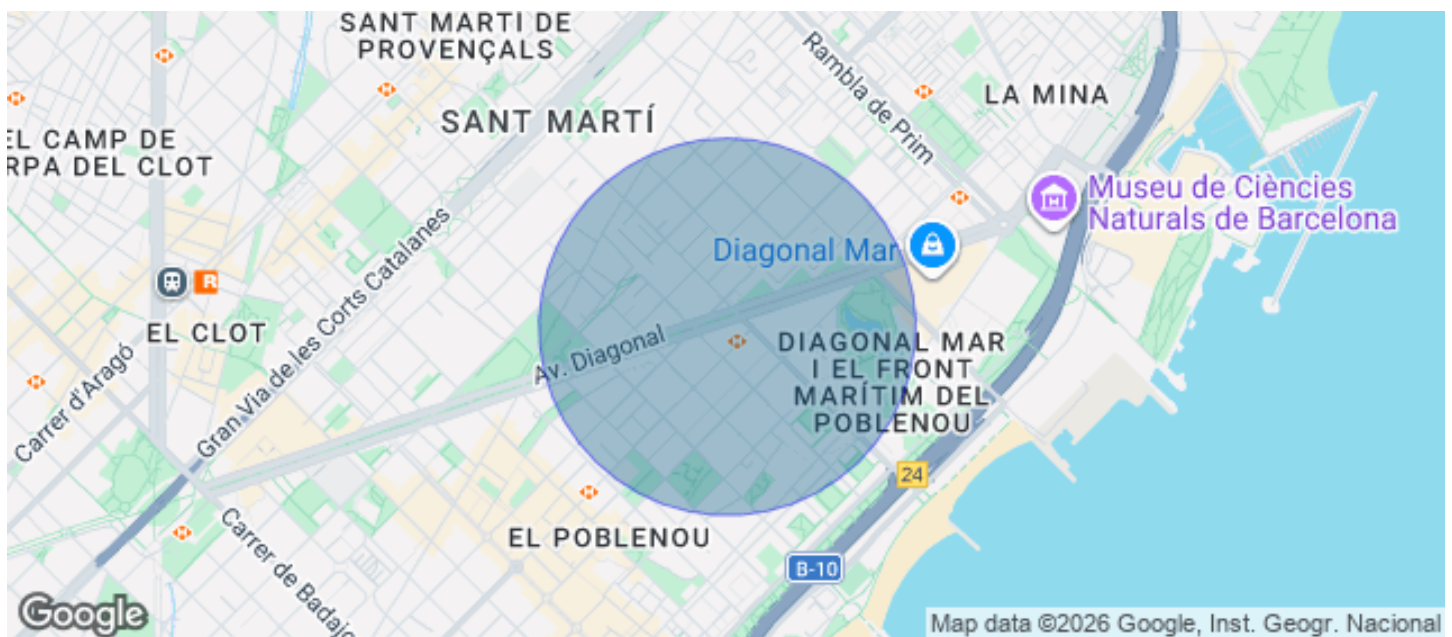 SANT MARTÍ DE
PROVENÇALS
Rambla de Prim
LA MINA
SANT MARTÍ
EL CAMP DE
RPA DEL CLOT
Museu de Ciències
Naturals de Barcelona
Diagonal Mar
Gran Via de les Corts Catalanes
R
EL CLOT
Av. Diagonal
DIAGONAL MAR
I EL FRONT
MARÍTIM DEL
POBLENOU
Carrer d'Aragó
24
EL POBLENOU
Carrer de Badajo
B-10
Google
Map data ©2026 Google, Inst. Geogr. Nacional